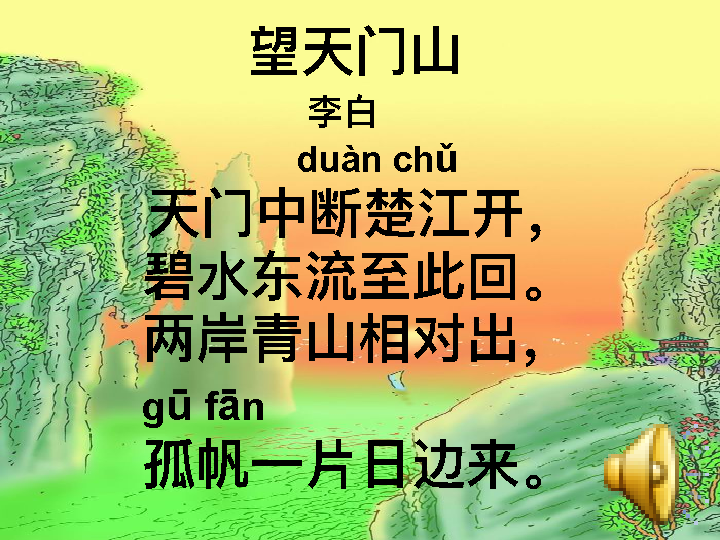 望天门山
李白
duàn chǔ
天门中断楚江开，
碧水东流至此回。
两岸青山相对出，
gū fān
孤帆一片日边来。